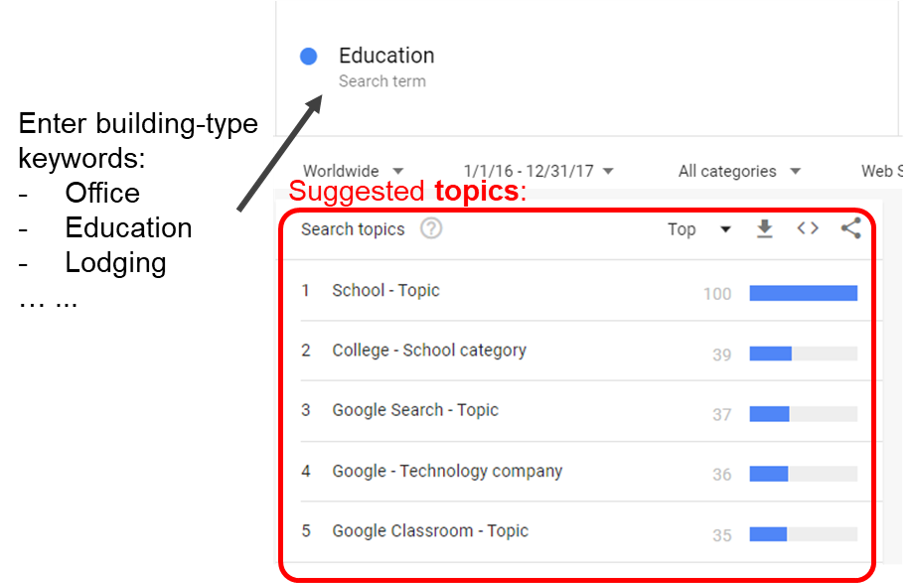 Education
Search term
Enter building-type
keywords:
- Office
- Education
- Lodging
... ...
Worldwide 1/1/16 - 12/31/17 All categories Web S
Suggested topics:
Search topics ? Top <>
1 School - Topic 100
2 College - School category 39
3 Google Search - Topic 37
4 Google - Technology company 36
5 Google Classroom - Topic 35